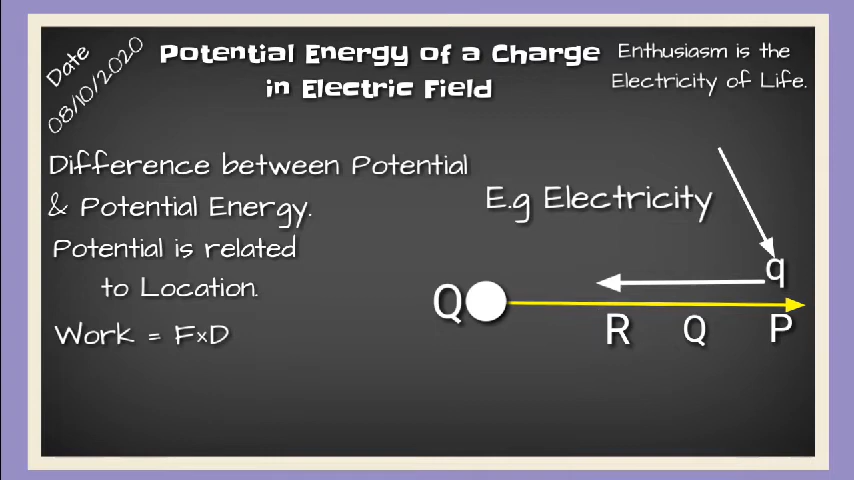 Date
08/10/2020
Potential Energy of a Charge
in Electric Field
Enthusiasm is the
Electricity of Life.
Difference between Potential
& Potential Energy.
Potential is related
to Location.
Work = FxD
E.g Electricity
q
Q
R Q P